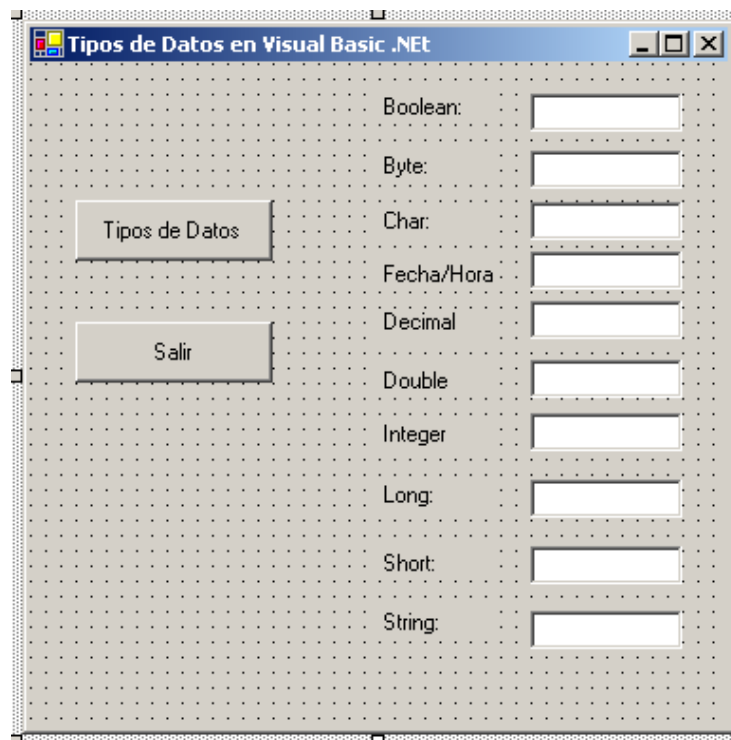 Tipos de Datos en Visual Basic .NEt
Tipos de Datos
Salir
Boolean:
Byte:
Char:
Fecha/Hora
Decimal
Double
Integer
Long:
Short:
String: